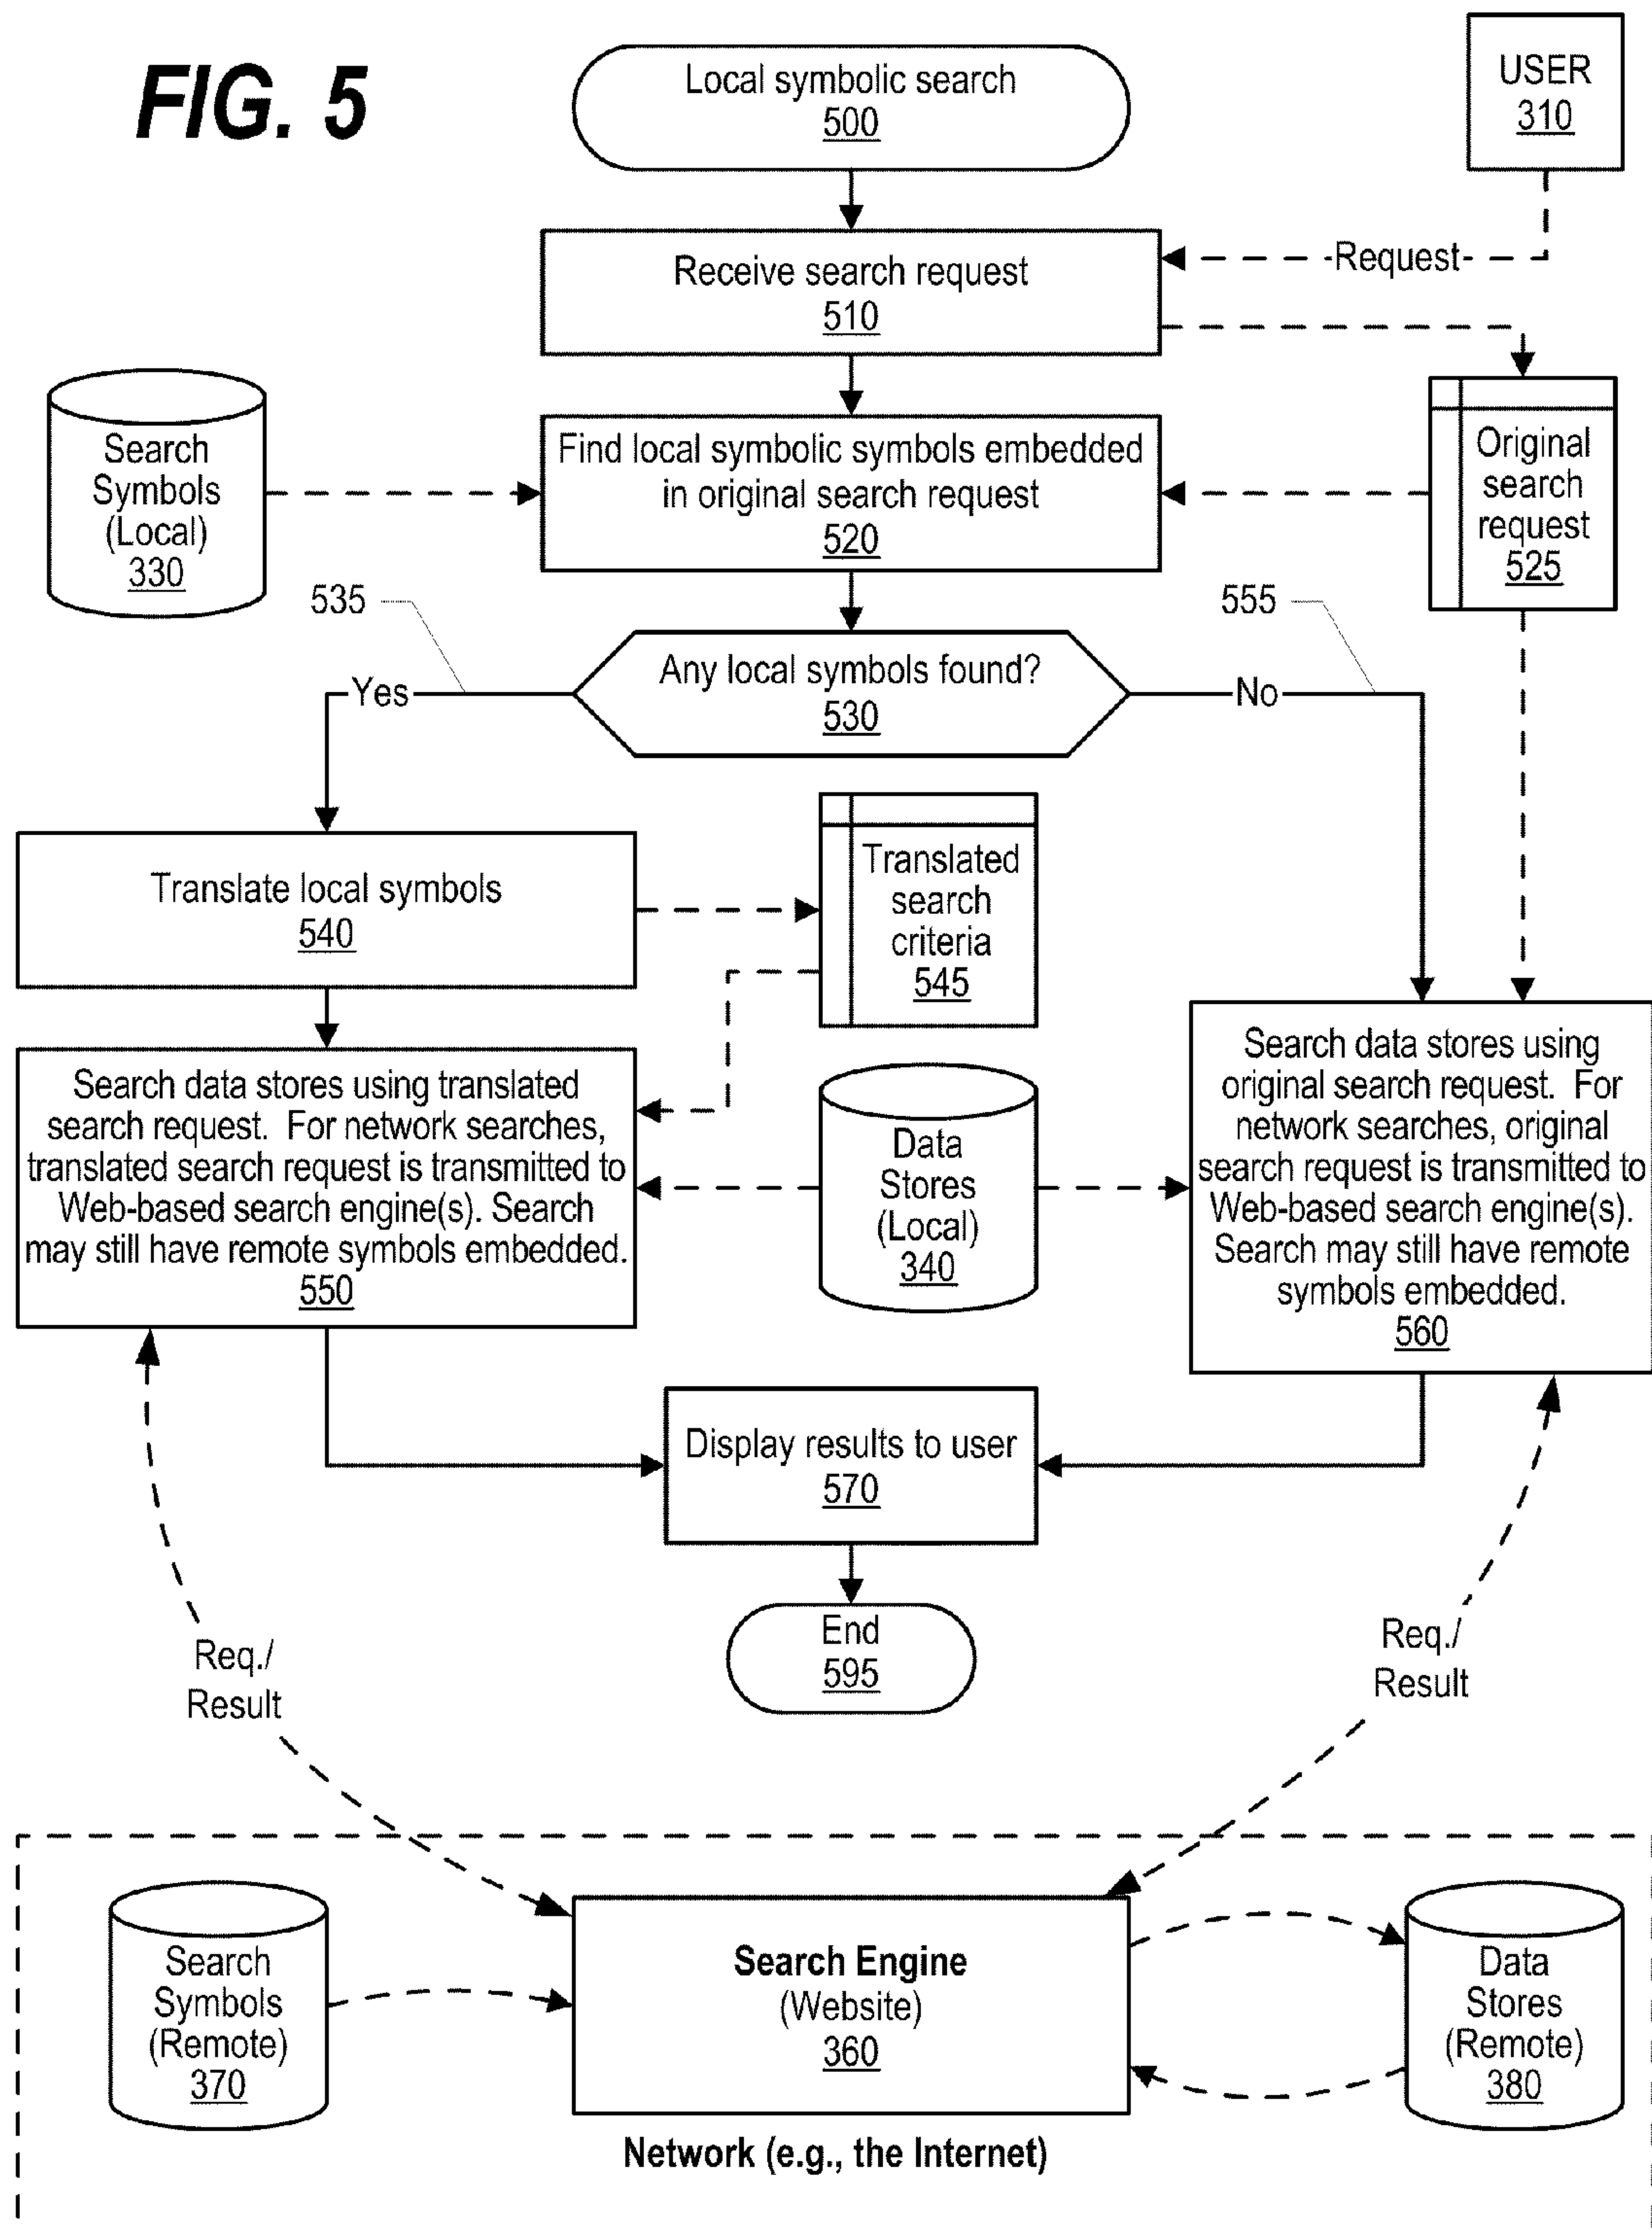 FIG. 5
Local symbolic search
500
USER
310
Receive search request
510
Request
Search
Symbols
(Local)
330
Find local symbolic symbols embedded
in original search request
520
Original
search
request
525
535
555
Any local symbols found?
530
Yes
No
Translate local symbols
540
Translated
search
criteria
545
Search data stores using translated
search request. For network searches,
translated search request is transmitted to
Web-based search engine(s). Search
may still have remote symbols embedded.
550
Data
Stores
(Local)
340
Search data stores using
original search request. For
network searches, original
search request is transmitted to
Web-based search engine(s).
Search may still have remote
symbols embedded.
560
Display results to user
570
End
595
Req./
Result
Req./
Result
Search
Symbols
(Remote)
370
Search Engine
(Website)
360
Data
Stores
(Remote)
380
Network (e.g., the Internet)